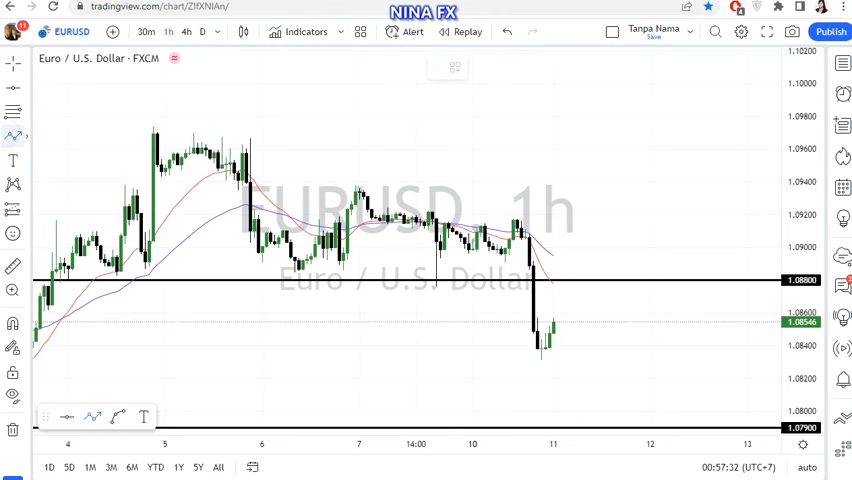 tradingview.com/chart/ZIfXNIAn/
NINA FX
11
EURUSD
30m 1h 4h D
Indicators
Alert
Replay
Tanpa Nama
Save
Publish
Euro / U.S. Dollar · FXCM
EURUSD, 1h
Euro / U.S. Dollar
1.10200
1.10000
1.09800
1.09600
1.09400
1.09200
1.09000
1.08800
1.08600
1.08546
1.08400
1.08200
1.08000
1.07900
4 5 6 7 14:00 10 11 12 13
1D 5D 1M 3M 6M YTD 1Y 5Y All
00:57:32 (UTC+7)
auto